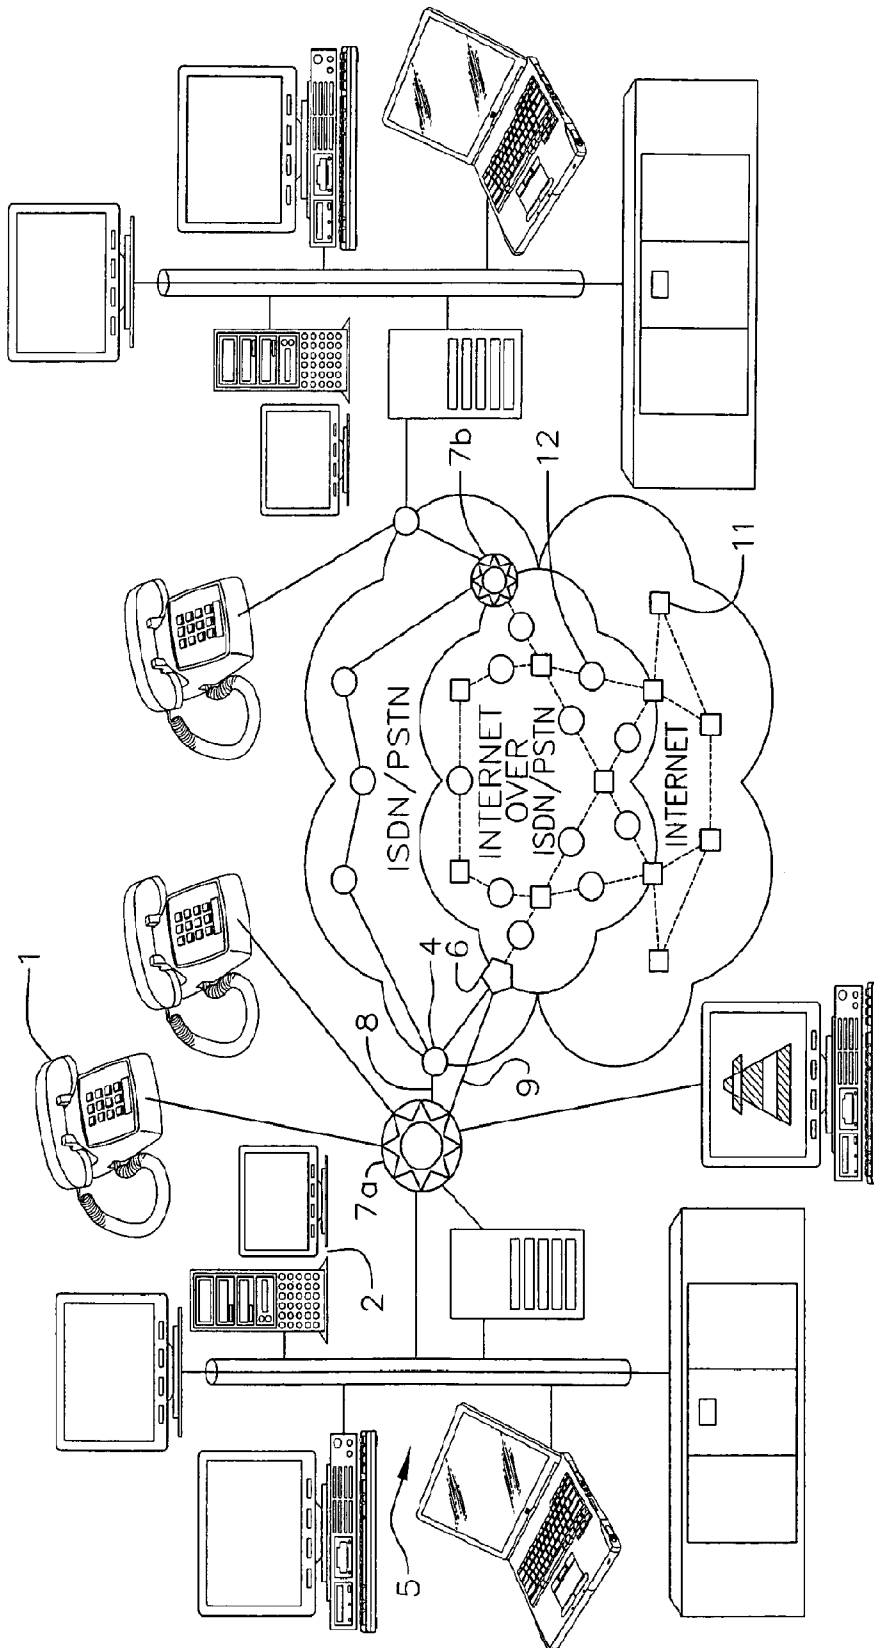 1
7b
12
ISDN/PSTN
INTERNET
OVER
ISDN/PSTN
INTERNET
11
4
6
8
9
7a
2
5